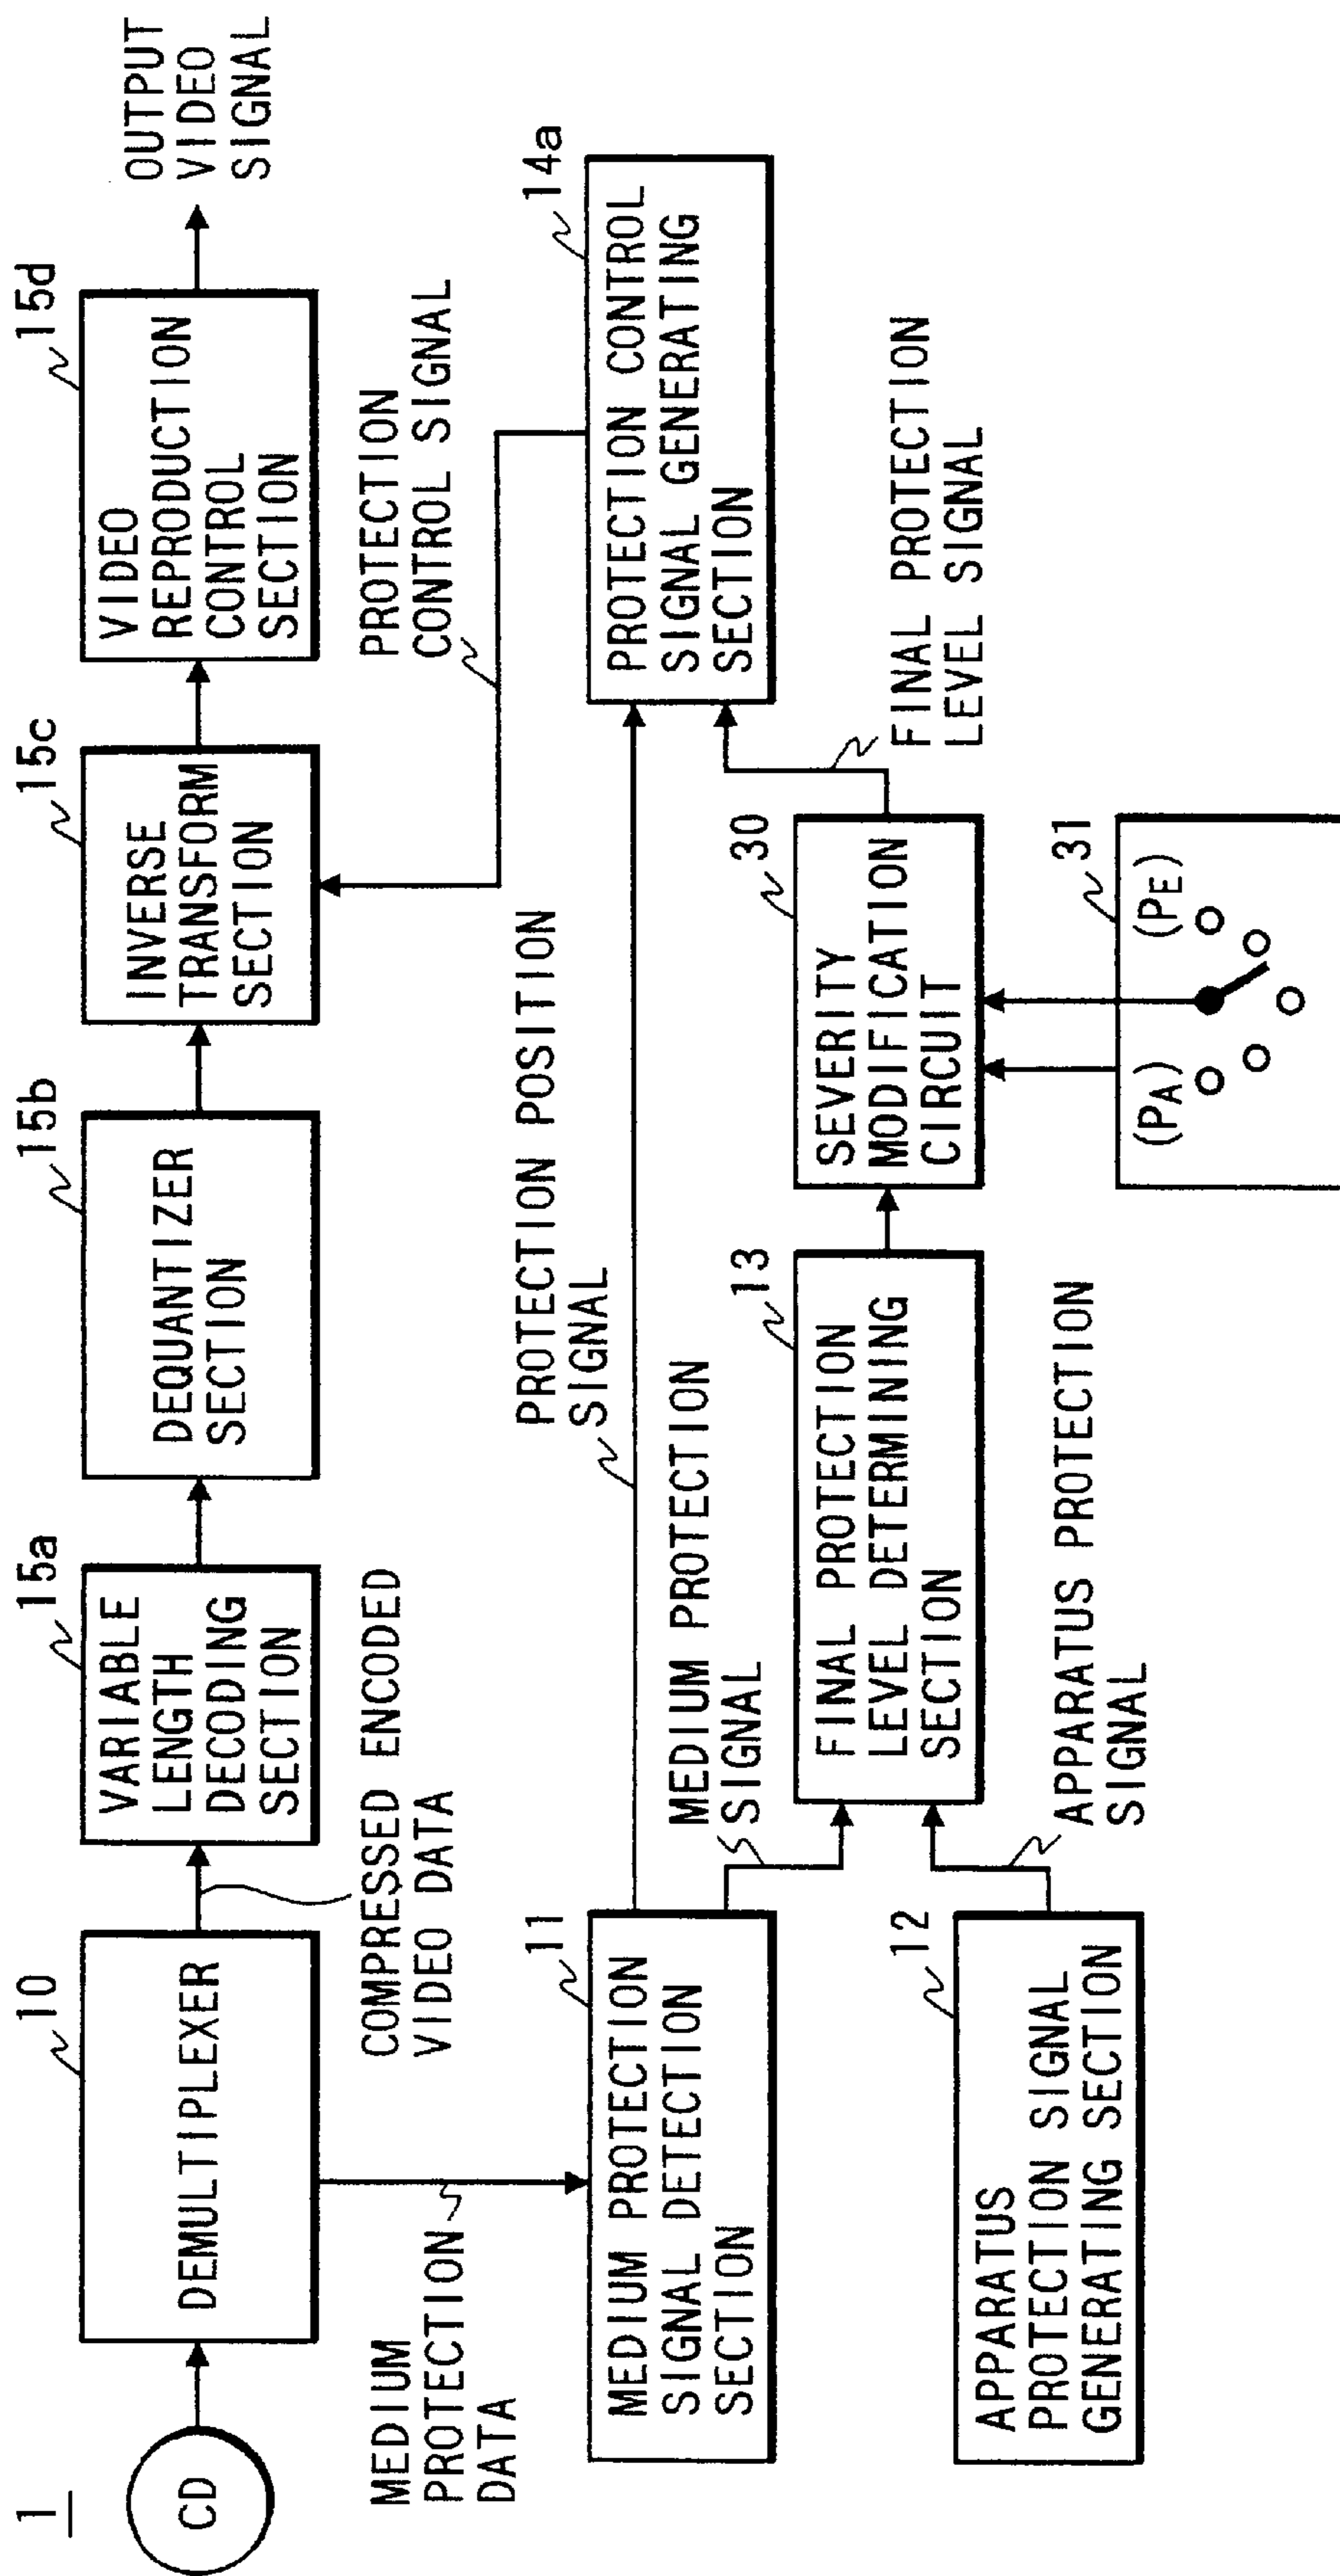 1
CD
10
DEMULTIPLEXER
COMPRESSED ENCODED
VIDEO DATA
15a
VARIABLE
LENGTH
DECODING
SECTION
15b
DEQUANTIZER
SECTION
15c
INVERSE
TRANSFORM
SECTION
15d
VIDEO
REPRODUCTION
CONTROL
SECTION
OUTPUT
VIDEO
SIGNAL
MEDIUM
PROTECTION
DATA
PROTECTION
CONTROL SIGNAL
11
MEDIUM PROTECTION
SIGNAL DETECTION
SECTION
PROTECTION POSITION
SIGNAL
14a
PROTECTION CONTROL
SIGNAL GENERATING
SECTION
MEDIUM PROTECTION
SIGNAL
13
FINAL PROTECTION
LEVEL DETERMINING
SECTION
30
SEVERITY
MODIFICATION
CIRCUIT
FINAL PROTECTION
LEVEL SIGNAL
12
APPARATUS
PROTECTION SIGNAL
GENERATING SECTION
APPARATUS PROTECTION
SIGNAL
31
(PA)
(PE)